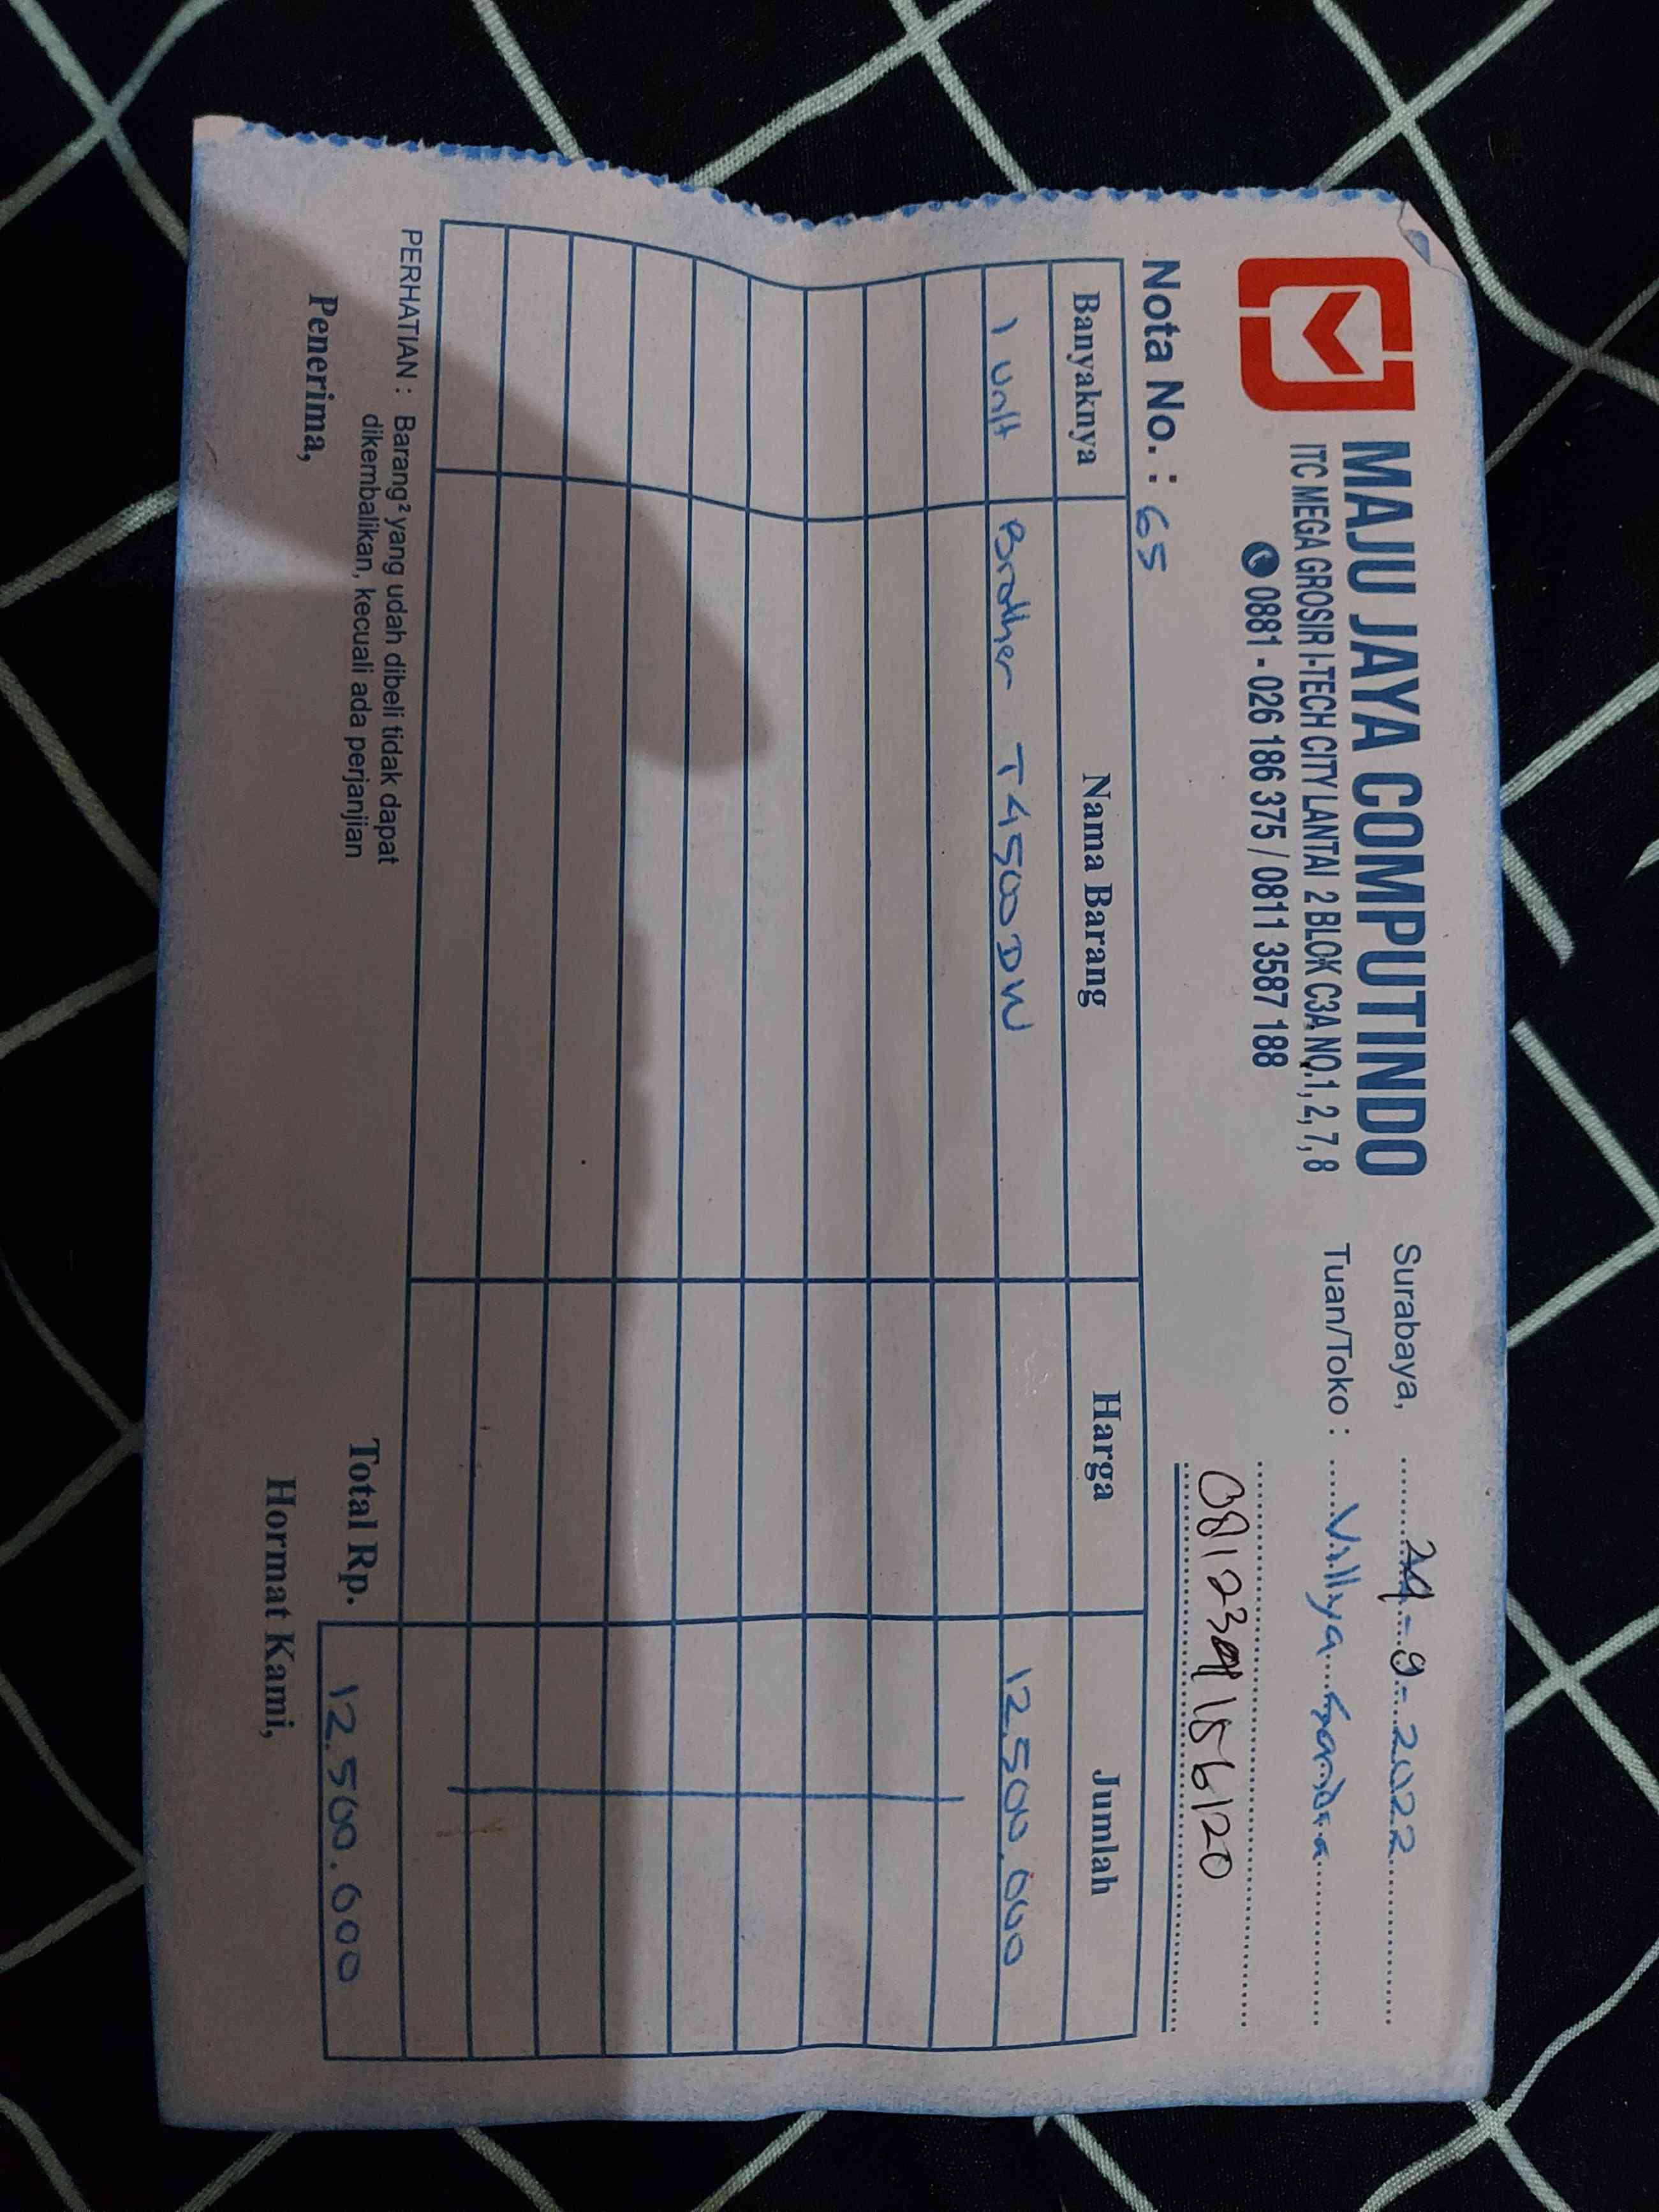 MAJU JAYA COMPUTINDO
ITC MEGA GROSIR I-TECH CITY LANTAI 2 BLOK C3A NO.1, 2, 7, 8
0881 - 026 186 375 / 0811 3587 188
Surabaya, 24-9-2022
Tuan/Toko : Villya
081234156120
Nota No. : 65
Banyaknya Nama Barang Harga Jumlah
1 unit Brother T4500DW 12.500.000
PERHATIAN : Barang² yang udah dibeli tidak dapat
dikembalikan, kecuali ada perjanjian
Total Rp. 12.500.000
Penerima, Hormat Kami,